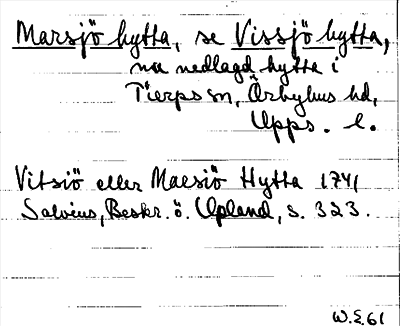 Marsjö hytta, se Vissjö hytta,
nu nedlagd hytta i
Tierps sn, Örbyhus hd,
Upps. l.
Vitsiö eller Maesiö Hytta 1741
Salvius, Beskr. ö. Upland, s. 323.
W.E. 61